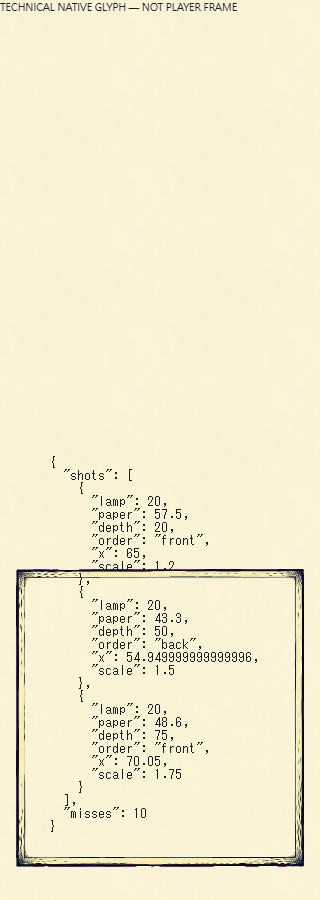 TECHNICAL NATIVE GLYPH — NOT PLAYER FRAME
{
  "shots": [
    {
      "lamp": 20,
      "paper": 57.5,
      "depth": 20,
      "order": "front",
      "x": 65,
      "scale": 1.2
    },
    {
      "lamp": 20,
      "paper": 43.3,
      "depth": 50,
      "order": "back",
      "x": 54.949999999999996,
      "scale": 1.5
    },
    {
      "lamp": 20,
      "paper": 48.6,
      "depth": 75,
      "order": "front",
      "x": 70.05,
      "scale": 1.75
    }
  ],
  "misses": 10
}